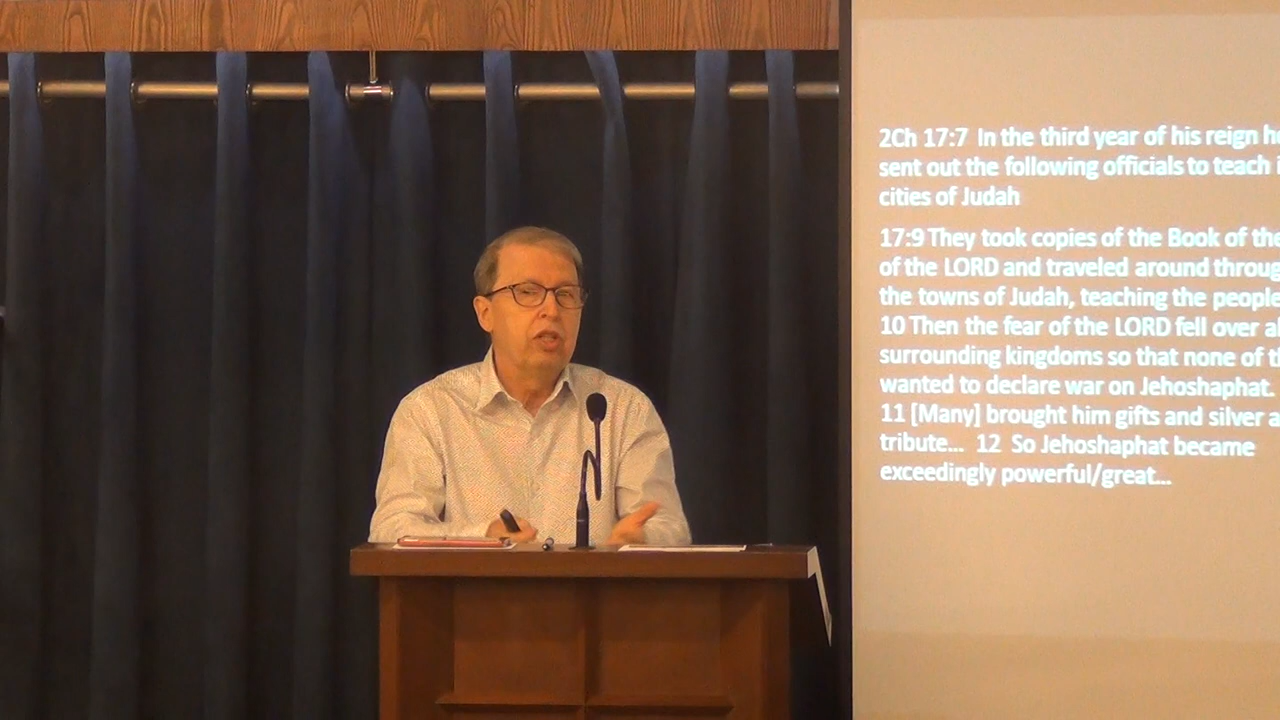 2Ch 17:7 In the third year of his reign
sent out the following officials to teach
cities of Judah
17:9 They took copies of the Book of the
of the LORD and traveled around
the towns of Judah, teaching the people
10 Then the fear of the LORD fell over
surrounding kingdoms so that none of
wanted to declare war on Jehoshaphat.
11 [Many] brought him gifts and silver
tribute... 12 So Jehoshaphat became
exceedingly powerful/great...